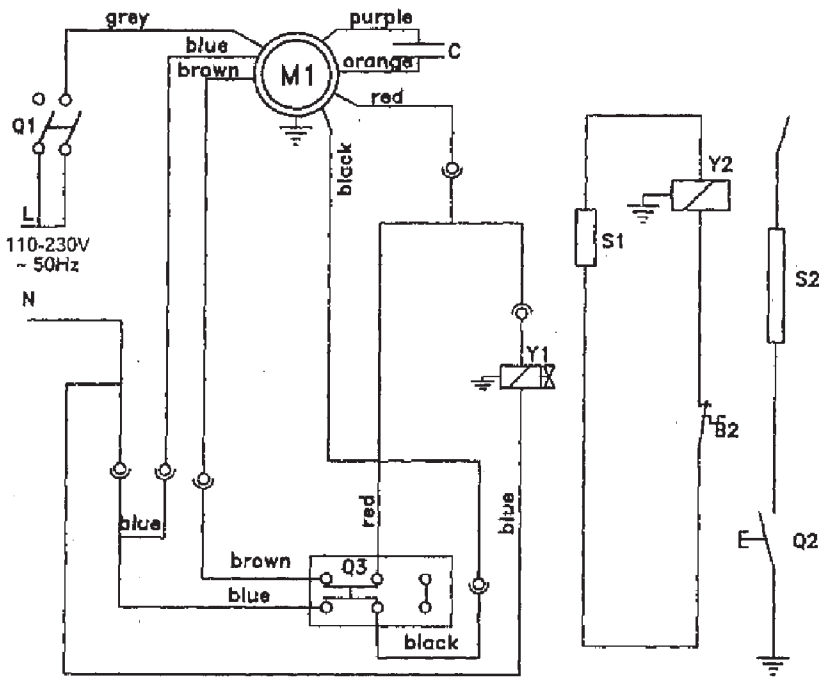 grey
purple
blue
C
orange
brown
M1
red
Q1
black
Y2
L
S1
110-230V
~ 50Hz
S2
N
Y1
B2
red
blue
blue
Q2
brown
Q3
blue
black